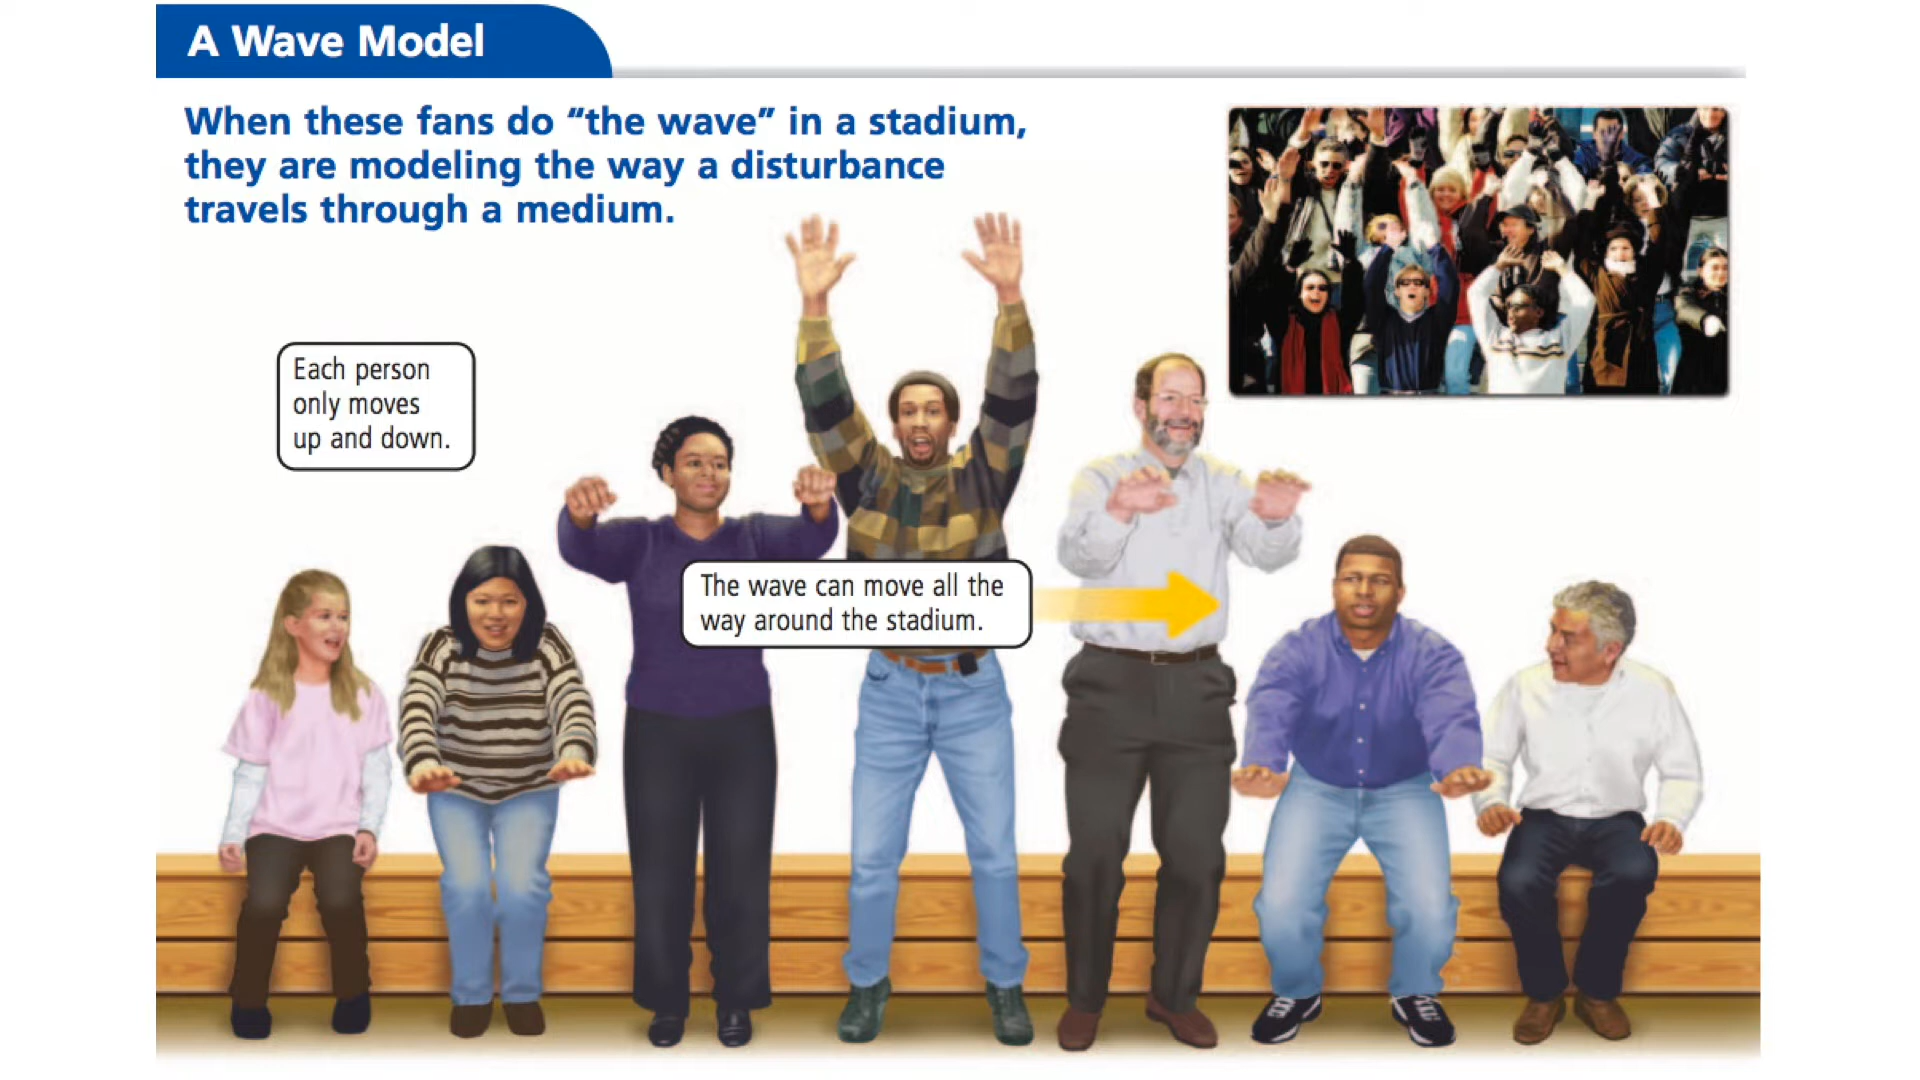 A Wave Model
When these fans do “the wave” in a stadium,
they are modeling the way a disturbance
travels through a medium.
Each person
only moves
up and down.
The wave can move all the
way around the stadium.